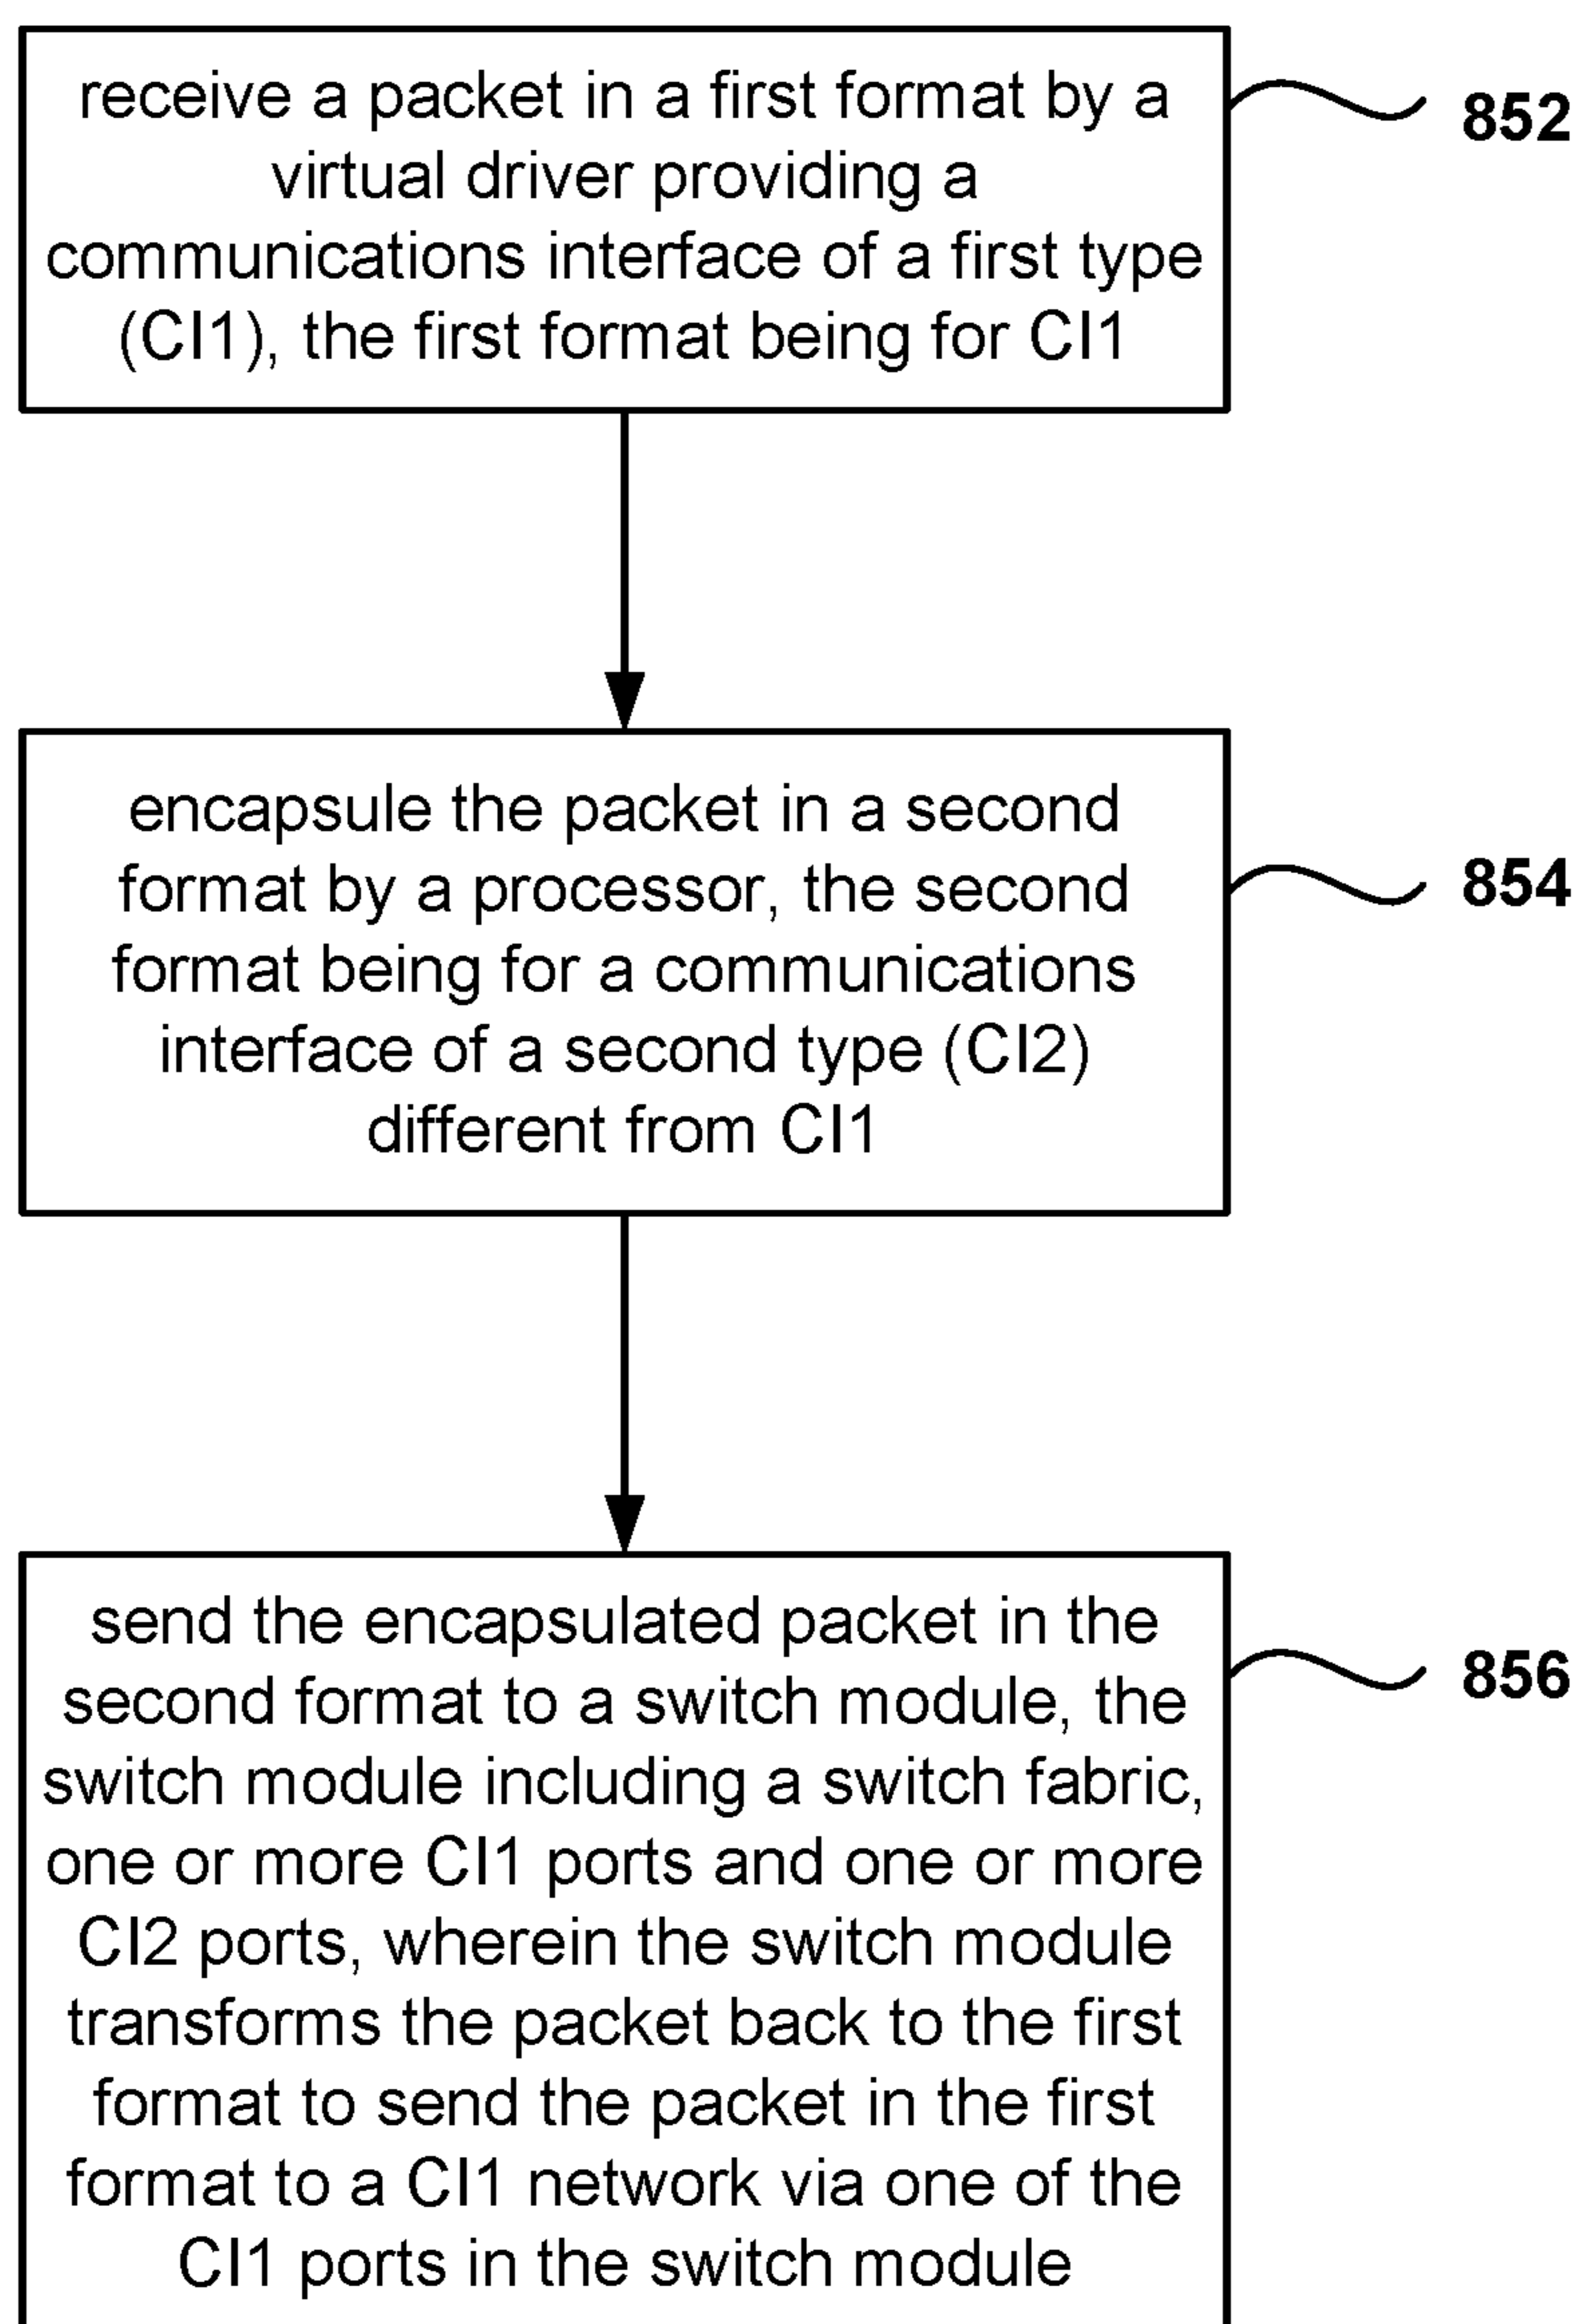 receive a packet in a first format by a
virtual driver providing a
communications interface of a first type
(CI1), the first format being for CI1
852
encapsule the packet in a second
format by a processor, the second
format being for a communications
interface of a second type (CI2)
different from CI1
854
send the encapsulated packet in the
second format to a switch module, the
switch module including a switch fabric,
one or more CI1 ports and one or more
CI2 ports, wherein the switch module
transforms the packet back to the first
format to send the packet in the first
format to a CI1 network via one of the
CI1 ports in the switch module
856